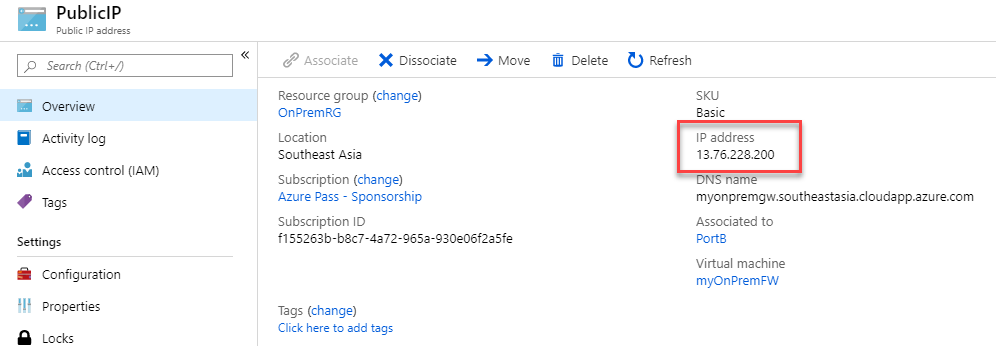 PublicIP
Public IP address
Search (Ctrl+/)
«
Overview
Activity log
Access control (IAM)
Tags
Settings
Configuration
Properties
Locks
Associate
Dissociate
Move
Delete
Refresh
Resource group (change)
OnPremRG
Location
Southeast Asia
Subscription (change)
Azure Pass - Sponsorship
Subscription ID
f155263b-b8c7-4a72-965a-930e06f2a5fe
SKU
Basic
IP address
13.76.228.200
DNS name
myonpremgw.southeastasia.cloudapp.azure.com
Associated to
PortB
Virtual machine
myOnPremFW
Tags (change)
Click here to add tags